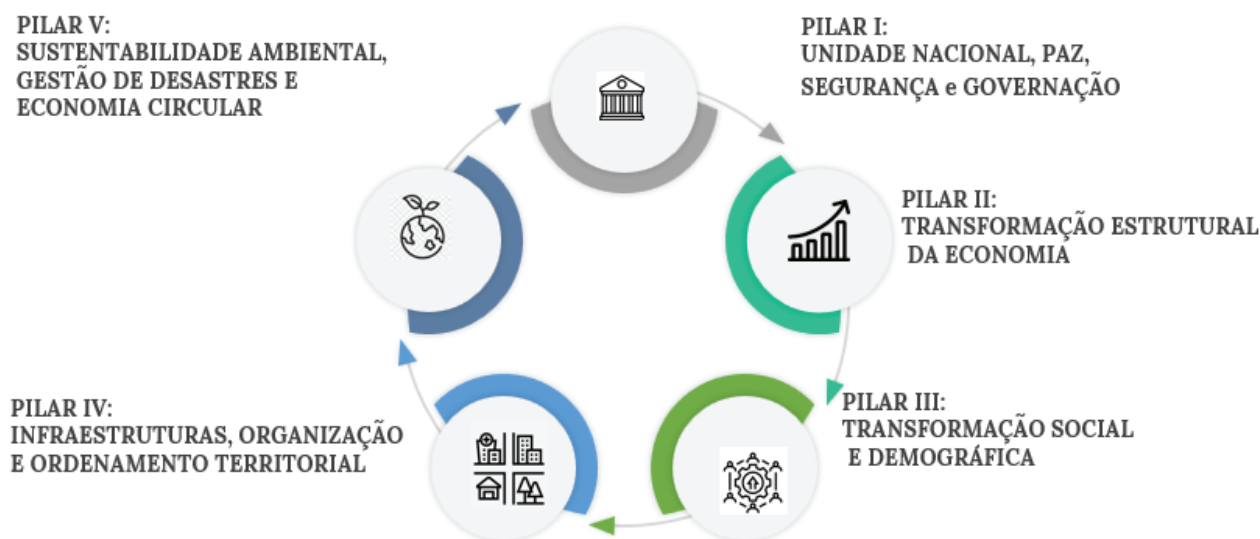 PILAR I:
UNIDADE NACIONAL, PAZ,
SEGURANÇA e GOVERNAÇÃO
PILAR II:
TRANSFORMAÇÃO ESTRUTURAL
DA ECONOMIA
PILAR III:
TRANSFORMAÇÃO SOCIAL
E DEMOGRÁFICA
PILAR IV:
INFRAESTRUTURAS, ORGANIZAÇÃO
E ORDENAMENTO TERRITORIAL
PILAR V:
SUSTENTABILIDADE AMBIENTAL,
GESTÃO DE DESASTRES E
ECONOMIA CIRCULAR